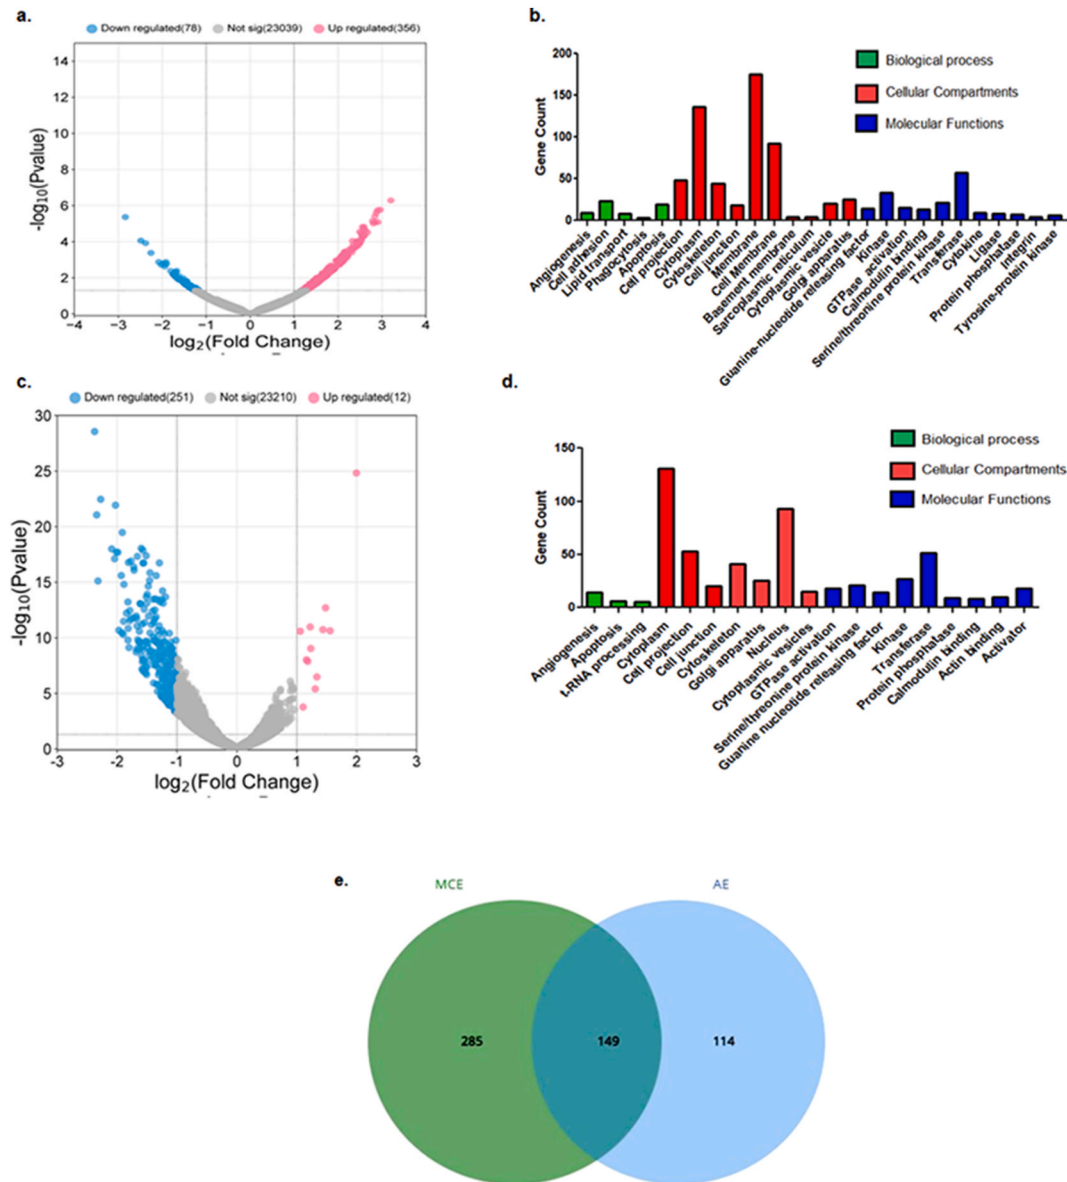 a.
Down regulated(78) Not sig(23039) Up regulated(356)
14
12
10
8
6
4
2
0
-log10(Pvalue)
−4 −3 −2 −1 0 1 2 3 4
log2(Fold Change)
b.
200
150
100
50
0
Gene Count
Biological process
Cellular Compartments
Molecular Functions
Angiogenesis
Cell adhesion
Lipid transport
Phagocytosis
Apoptosis
Cell projection
Cytoplasm
Cytoskeleton
Cell junction
Membrane
Cell Membrane
Basement membrane
Sarcoplasmic reticulum
Cytoplasmic vesicle
Golgi apparatus
Guanine-nucleotide releasing factor
Kinase
GTPase activation
Calmodulin binding
Serine/threonine protein kinase
Transferase
Cytokine
Ligase
Protein phosphatase
Integrin
Tyrosine-protein kinase
c.
Down regulated(251) Not sig(23210) Up regulated(12)
30
25
20
15
10
5
0
-log10(Pvalue)
-3 -2 -1 0 1 2 3
log2(Fold Change)
d.
150
100
50
0
Gene Count
Biological process
Cellular Compartments
Molecular Functions
Angiogenesis
Apoptosis
t-RNA processing
Cytoplasm
Cell projection
Cell junction
Cytoskeleton
Golgi apparatus
Nucleus
Cytoplasmic vesicles
GTPase activation
Serine/threonine protein kinase
Guanine nucleotide releasing factor
Kinase
Transferase
Protein phosphatase
Calmodulin binding
Actin binding
Activator
e.
MCE AE
285 149 114